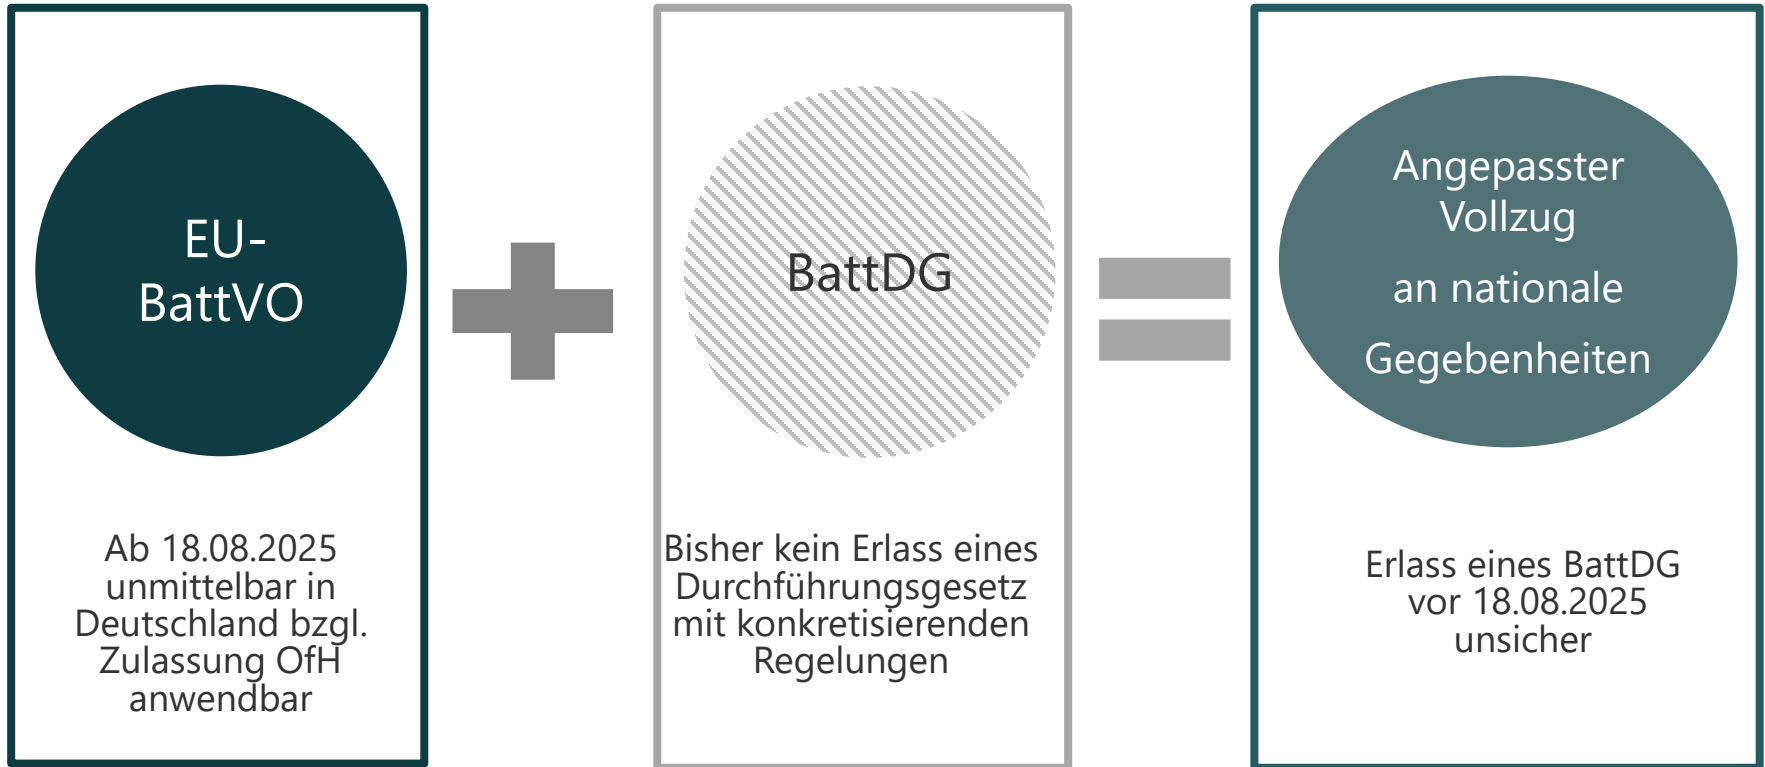 EU-
BattVO
Ab 18.08.2025
unmittelbar in
Deutschland bzgl.
Zulassung OfH
anwendbar
BattDG
Bisher kein Erlass eines
Durchführungsgesetz
mit konkretisierenden
Regelungen
Angepasster
Vollzug
an nationale
Gegebenheiten
Erlass eines BattDG
vor 18.08.2025
unsicher